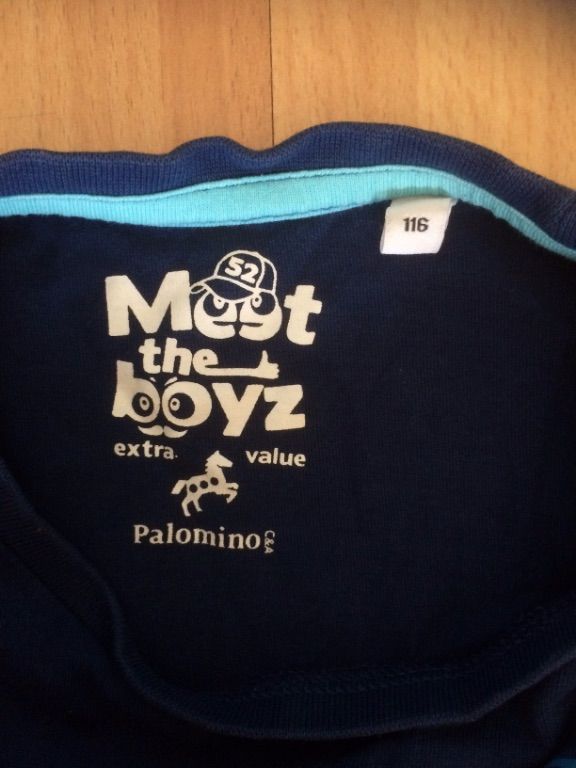 116
52
Meet
the
boyz
extra value
Palomino C&A